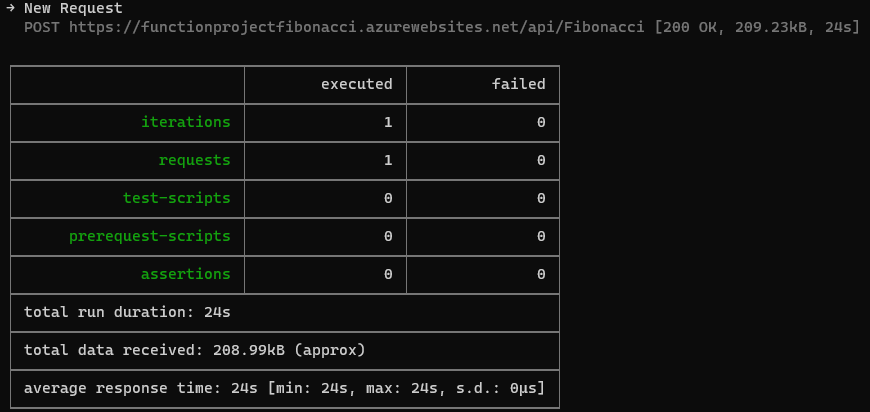 → New Request
POST https://functionprojectfibonacci.azurewebsites.net/api/Fibonacci [200 OK, 209.23kB, 24s]
executed failed
iterations 1 0
requests 1 0
test-scripts 0 0
prerequest-scripts 0 0
assertions 0 0
total run duration: 24s
total data received: 208.99kB (approx)
average response time: 24s [min: 24s, max: 24s, s.d.: 0µs]